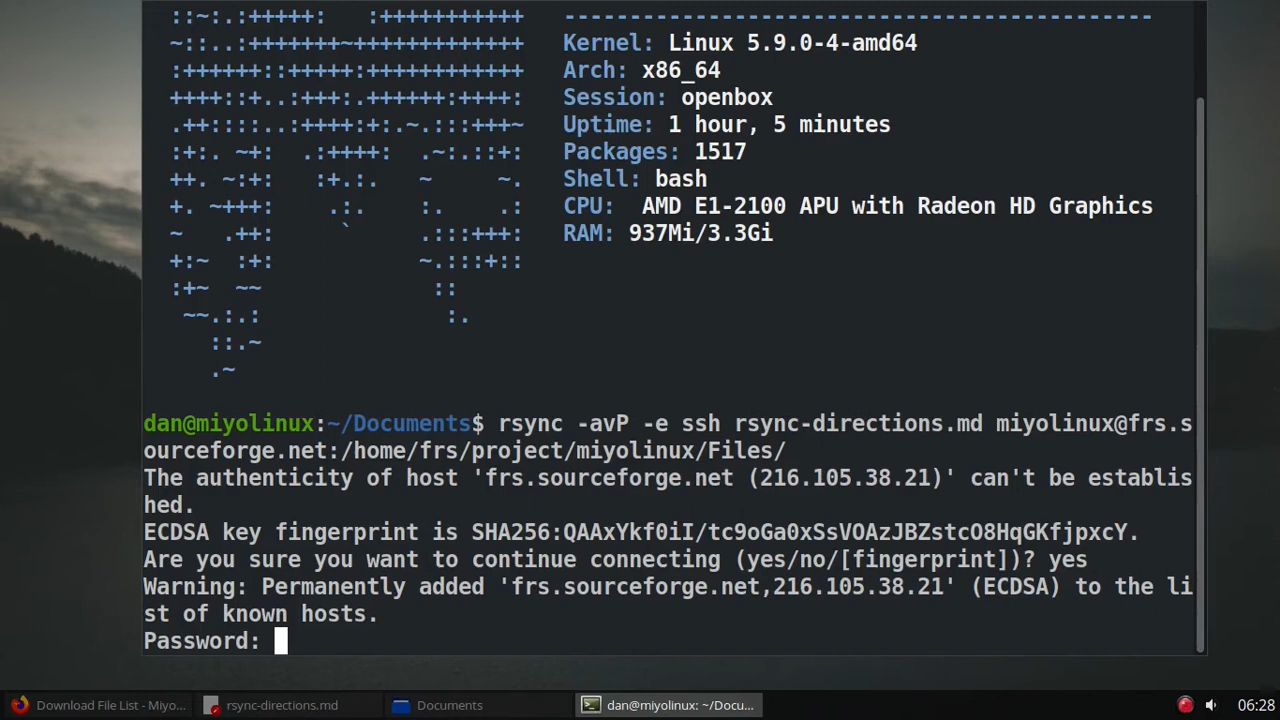 ::~:.:+++++:   :+++++++++++   ---------------------------------------------
~::..:+++++++~+++++++++++++   Kernel: Linux 5.9.0-4-amd64
:++++++::+++++:++++++++++++   Arch: x86_64
++++::+..:+++:.++++++:++++:   Session: openbox
.++::::..:++++:+:.~.:::+++~   Uptime: 1 hour, 5 minutes
:+:. ~+:  .:++++:  .~:.::+:   Packages: 1517
++. ~:+:   :+.:.   ~     ~.   Shell: bash
+. ~+++:    .:.    :.    .:   CPU:  AMD E1-2100 APU with Radeon HD Graphics
~   .++:     `     .:::+++:   RAM: 937Mi/3.3Gi
+:~  :+:           ~.:::+::
:+~  ~~             ::
~~.:.:              :.
::.~
.~
dan@miyolinux:~/Documents$ rsync -avP -e ssh rsync-directions.md miyolinux@frs.s
ourceforge.net:/home/frs/project/miyolinux/Files/
The authenticity of host 'frs.sourceforge.net (216.105.38.21)' can't be establis
hed.
ECDSA key fingerprint is SHA256:QAAxYkf0iI/tc9oGa0xSsVOAzJBZstcO8HqGKfjpxcY.
Are you sure you want to continue connecting (yes/no/[fingerprint])? yes
Warning: Permanently added 'frs.sourceforge.net,216.105.38.21' (ECDSA) to the li
st of known hosts.
Password:
Download File List - Miyo... rsync-directions.md Documents dan@miyolinux: ~/Docu... 06:28